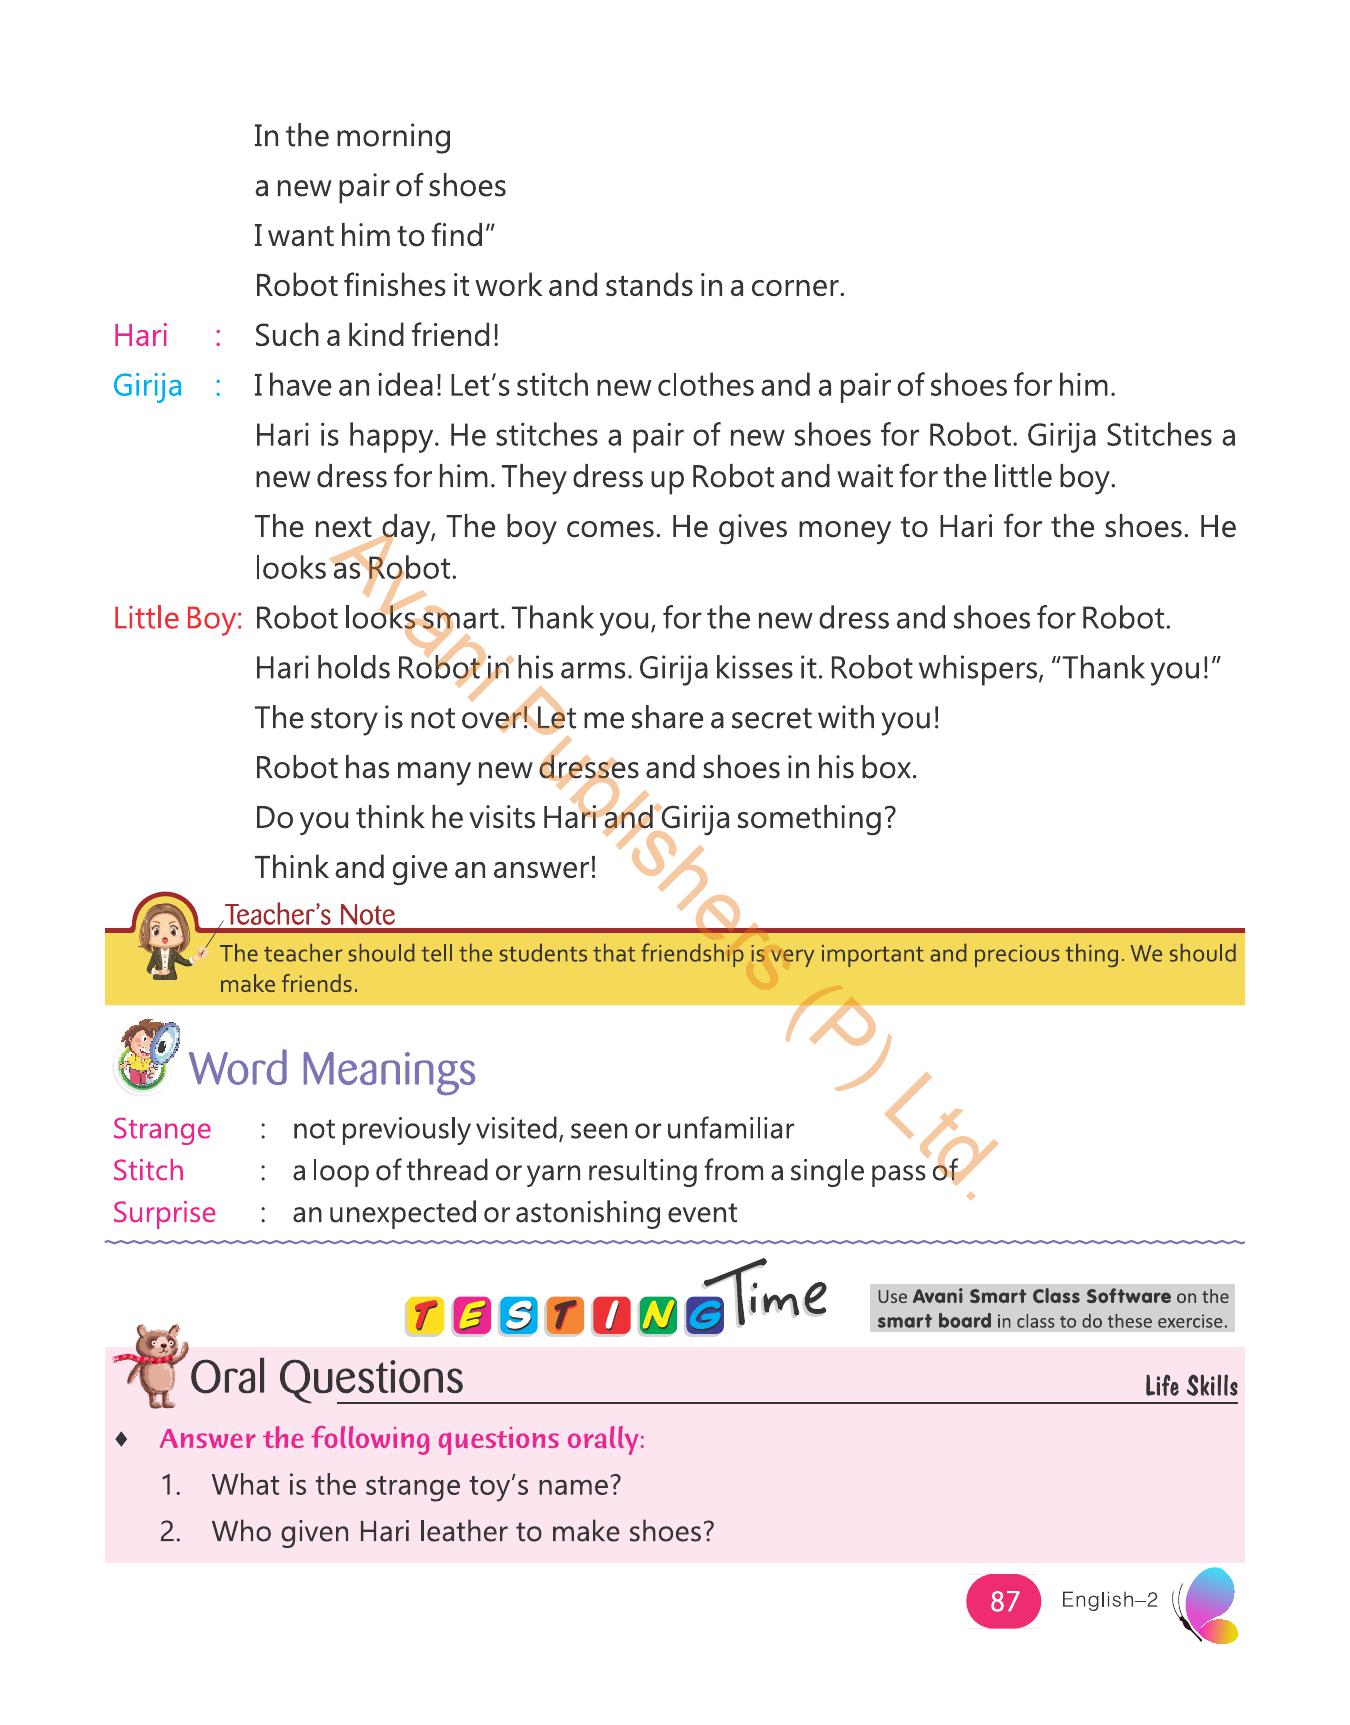 In the morning
a new pair of shoes
I want him to find”
Robot finishes it work and stands in a corner.
Hari : Such a kind friend!
Girija : I have an idea! Let’s stitch new clothes and a pair of shoes for him.
Hari is happy. He stitches a pair of new shoes for Robot. Girija Stitches a
new dress for him. They dress up Robot and wait for the little boy.
The next day, The boy comes. He gives money to Hari for the shoes. He
looks as Robot.
Little Boy: Robot looks smart. Thank you, for the new dress and shoes for Robot.
Hari holds Robot in his arms. Girija kisses it. Robot whispers, “Thank you!”
The story is not over! Let me share a secret with you!
Robot has many new dresses and shoes in his box.
Do you think he visits Hari and Girija something?
Think and give an answer!
Avani Publishers (P) Ltd.
Teacher’s Note
The teacher should tell the students that friendship is very important and precious thing. We should
make friends.
Word Meanings
Strange : not previously visited, seen or unfamiliar
Stitch : a loop of thread or yarn resulting from a single pass of
Surprise : an unexpected or astonishing event
TESTING Time
Use Avani Smart Class Software on the
smart board in class to do these exercise.
Oral Questions
Life Skills
♦ Answer the following questions orally:
1. What is the strange toy’s name?
2. Who given Hari leather to make shoes?
87 English–2